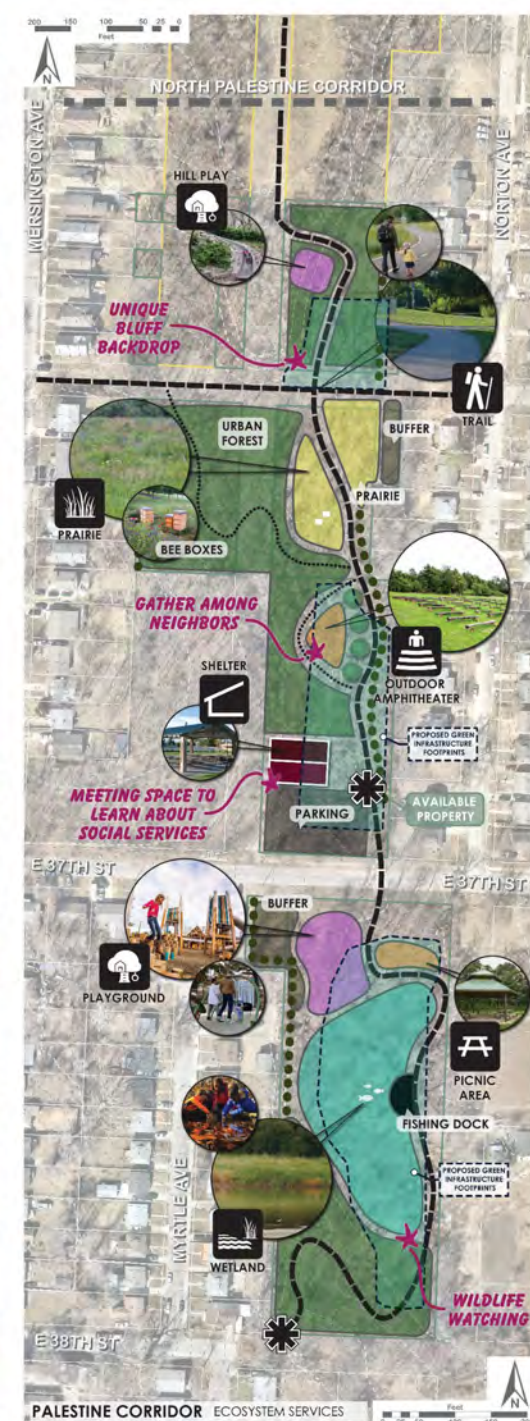 200 100 50 25 0
Feet
N
NORTH PALESTINE CORRIDOR
MERSINGTON AVE
NORTON AVE
HILL PLAY
UNIQUE
BLUFF
BACKDROP
TRAIL
URBAN
FOREST
BUFFER
PRAIRIE
PRAIRIE
BEE BOXES
GATHER AMONG
NEIGHBORS
SHELTER
OUTDOOR
AMPHITHEATER
PROPOSED GREEN
INFRASTRUCTURE
FOOTPRINTS
MEETING SPACE TO
LEARN ABOUT
SOCIAL SERVICES
AVAILABLE
PROPERTY
PARKING
E 37TH ST
E 37TH ST
BUFFER
PLAYGROUND
PICNIC
AREA
FISHING DOCK
PROPOSED GREEN
INFRASTRUCTURE
FOOTPRINTS
MYRTLE AVE
WETLAND
WILDLIFE
WATCHING
E 38TH ST
N
PALESTINE CORRIDOR ECOSYSTEM SERVICES
Feet